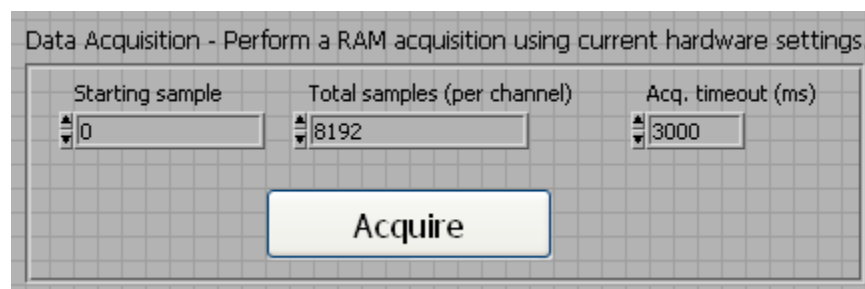 Data Acquisition - Perform a RAM acquisition using current hardware settings
Starting sample Total samples (per channel) Acq. timeout (ms)
0 8192 3000
Acquire